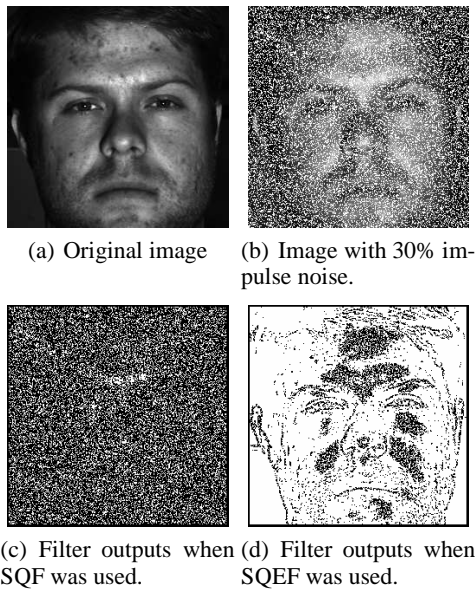 (a) Original image
(b) Image with 30% im-
pulse noise.
(c) Filter outputs when
SQF was used.
(d) Filter outputs when
SQEF was used.